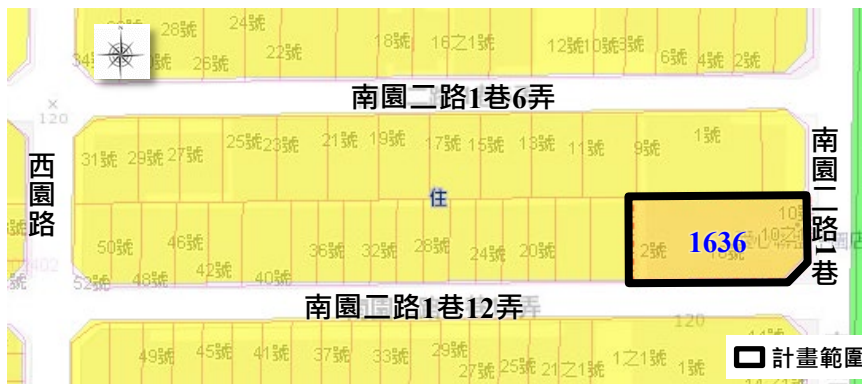 28號 24號
34號 26號 22號 18號 16之1號 12號 10號 8號 6號 4號 2號
南園二路1巷6弄
120
31號 29號 27號 25號 23號 21號 19號 17號 15號 13號 11號 9號 1號
西園路
南園二路1巷
住
50號 46號 36號 32號 28號 24號 20號 2號
1636
52號 48號 42號 40號
南園二路1巷12弄
120
49號 45號 41號 37號 33號 29號 27號 25號 21之1號 1之1號 1號
計畫範圍